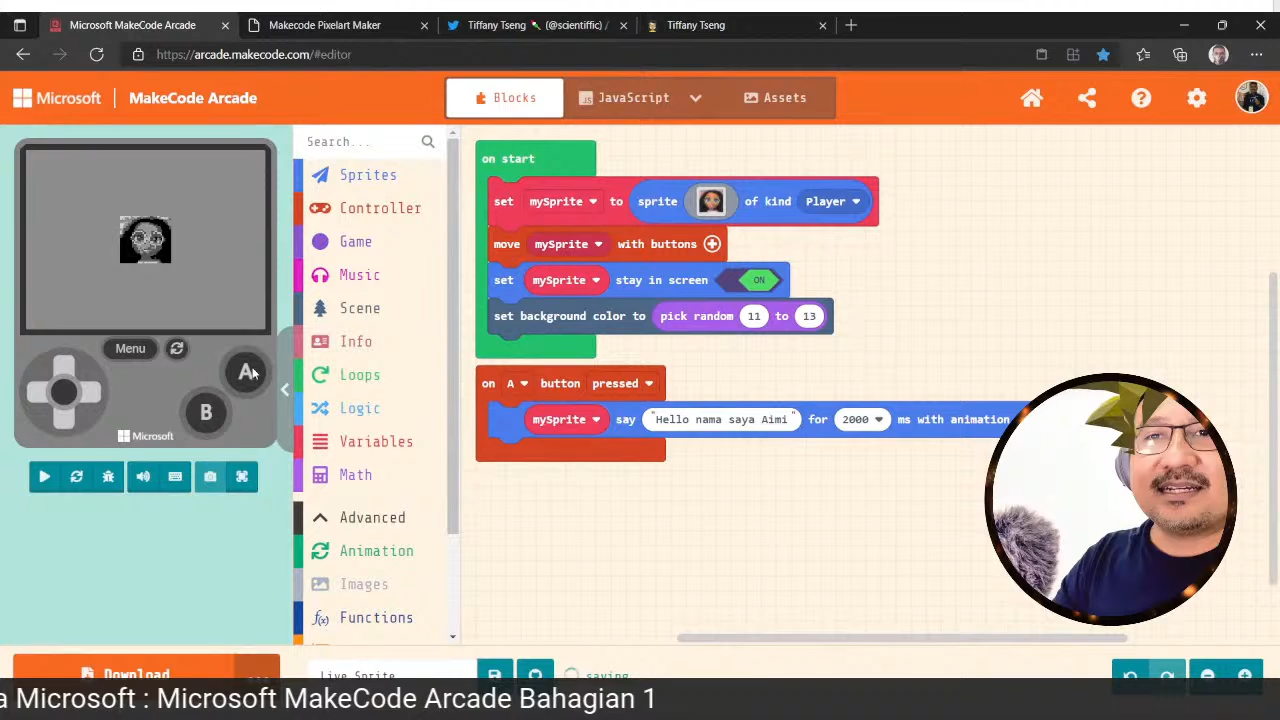 Microsoft MakeCode Arcade
Makecode Pixelart Maker
Tiffany Tseng (@scientiffic) /
Tiffany Tseng
https://arcade.makecode.com/#editor
Microsoft
MakeCode Arcade
Blocks
JavaScript
Assets
Search...
Sprites
Controller
Game
Music
Scene
Info
Loops
Logic
Variables
Math
Advanced
Animation
Images
Functions
Menu
A
B
Microsoft
on start
set mySprite to sprite of kind Player
move mySprite with buttons
set mySprite stay in screen ON
set background color to pick random 11 to 13
on A button pressed
mySprite say "Hello nama saya Aimi" for 2000 ms with animation
Download
Live Sprite
saving
a Microsoft : Microsoft MakeCode Arcade Bahagian 1